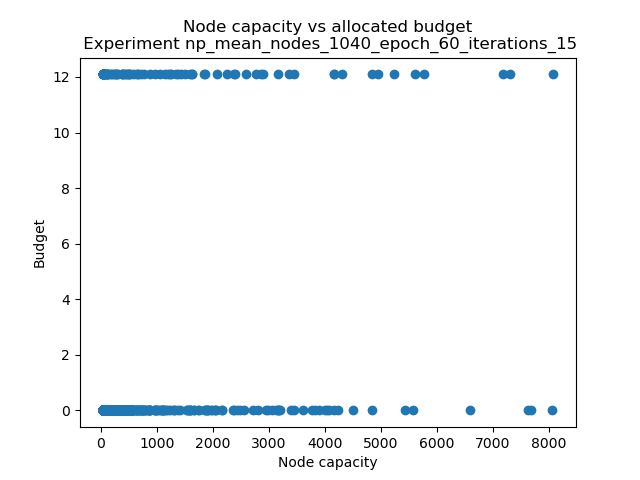 Node capacity vs allocated budget
Experiment np_mean_nodes_1040_epoch_60_iterations_15
12
10
8
6
4
2
0
Budget
0 1000 2000 3000 4000 5000 6000 7000 8000
Node capacity